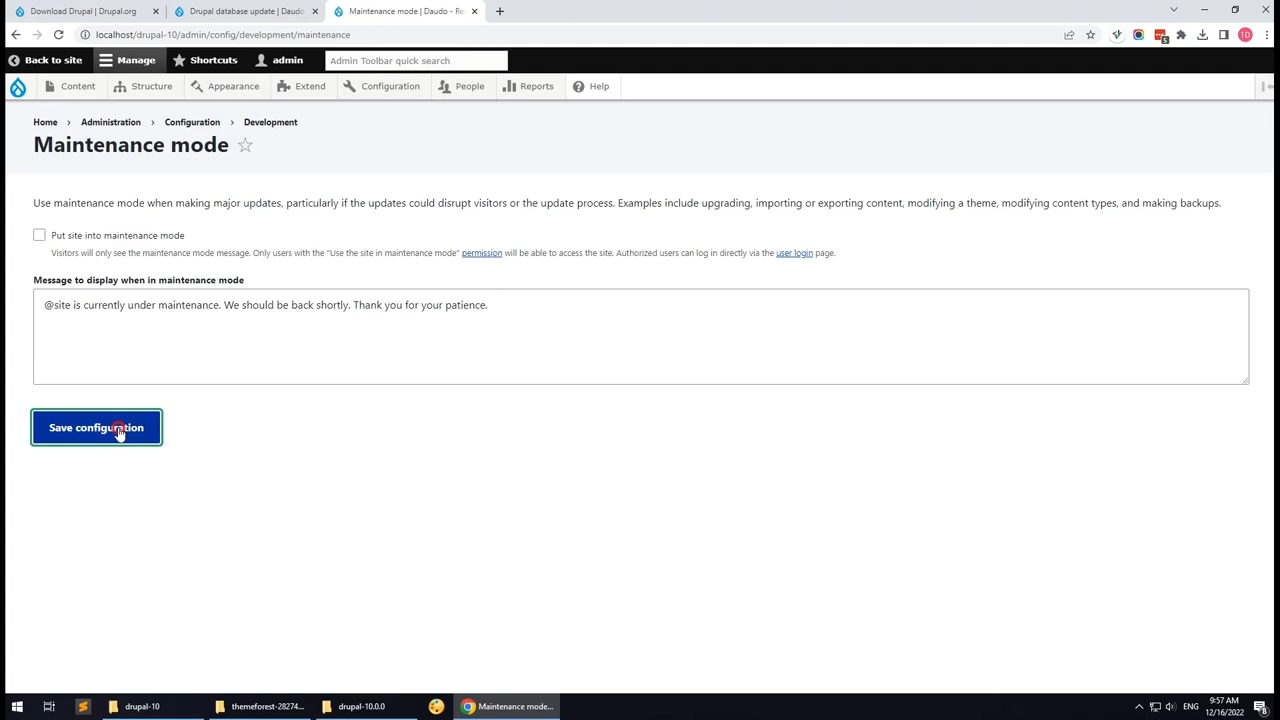 Download Drupal | Drupal.org
Drupal database update | Daudo
Maintenance mode | Daudo - Re
localhost/drupal-10/admin/config/development/maintenance
5
TD
Back to site
Manage
Shortcuts
admin
Admin Toolbar quick search
Content
Structure
Appearance
Extend
Configuration
People
Reports
Help
Home > Administration > Configuration > Development
Maintenance mode
Use maintenance mode when making major updates, particularly if the updates could disrupt visitors or the update process. Examples include upgrading, importing or exporting content, modifying a theme, modifying content types, and making backups.
Put site into maintenance mode
Visitors will only see the maintenance mode message. Only users with the "Use the site in maintenance mode" permission will be able to access the site. Authorized users can log in directly via the user login page.
Message to display when in maintenance mode
@site is currently under maintenance. We should be back shortly. Thank you for your patience.
Save configuration
drupal-10
themeforest-28274...
drupal-10.0.0
Maintenance mode...
ENG
9:57 AM
12/16/2022
8